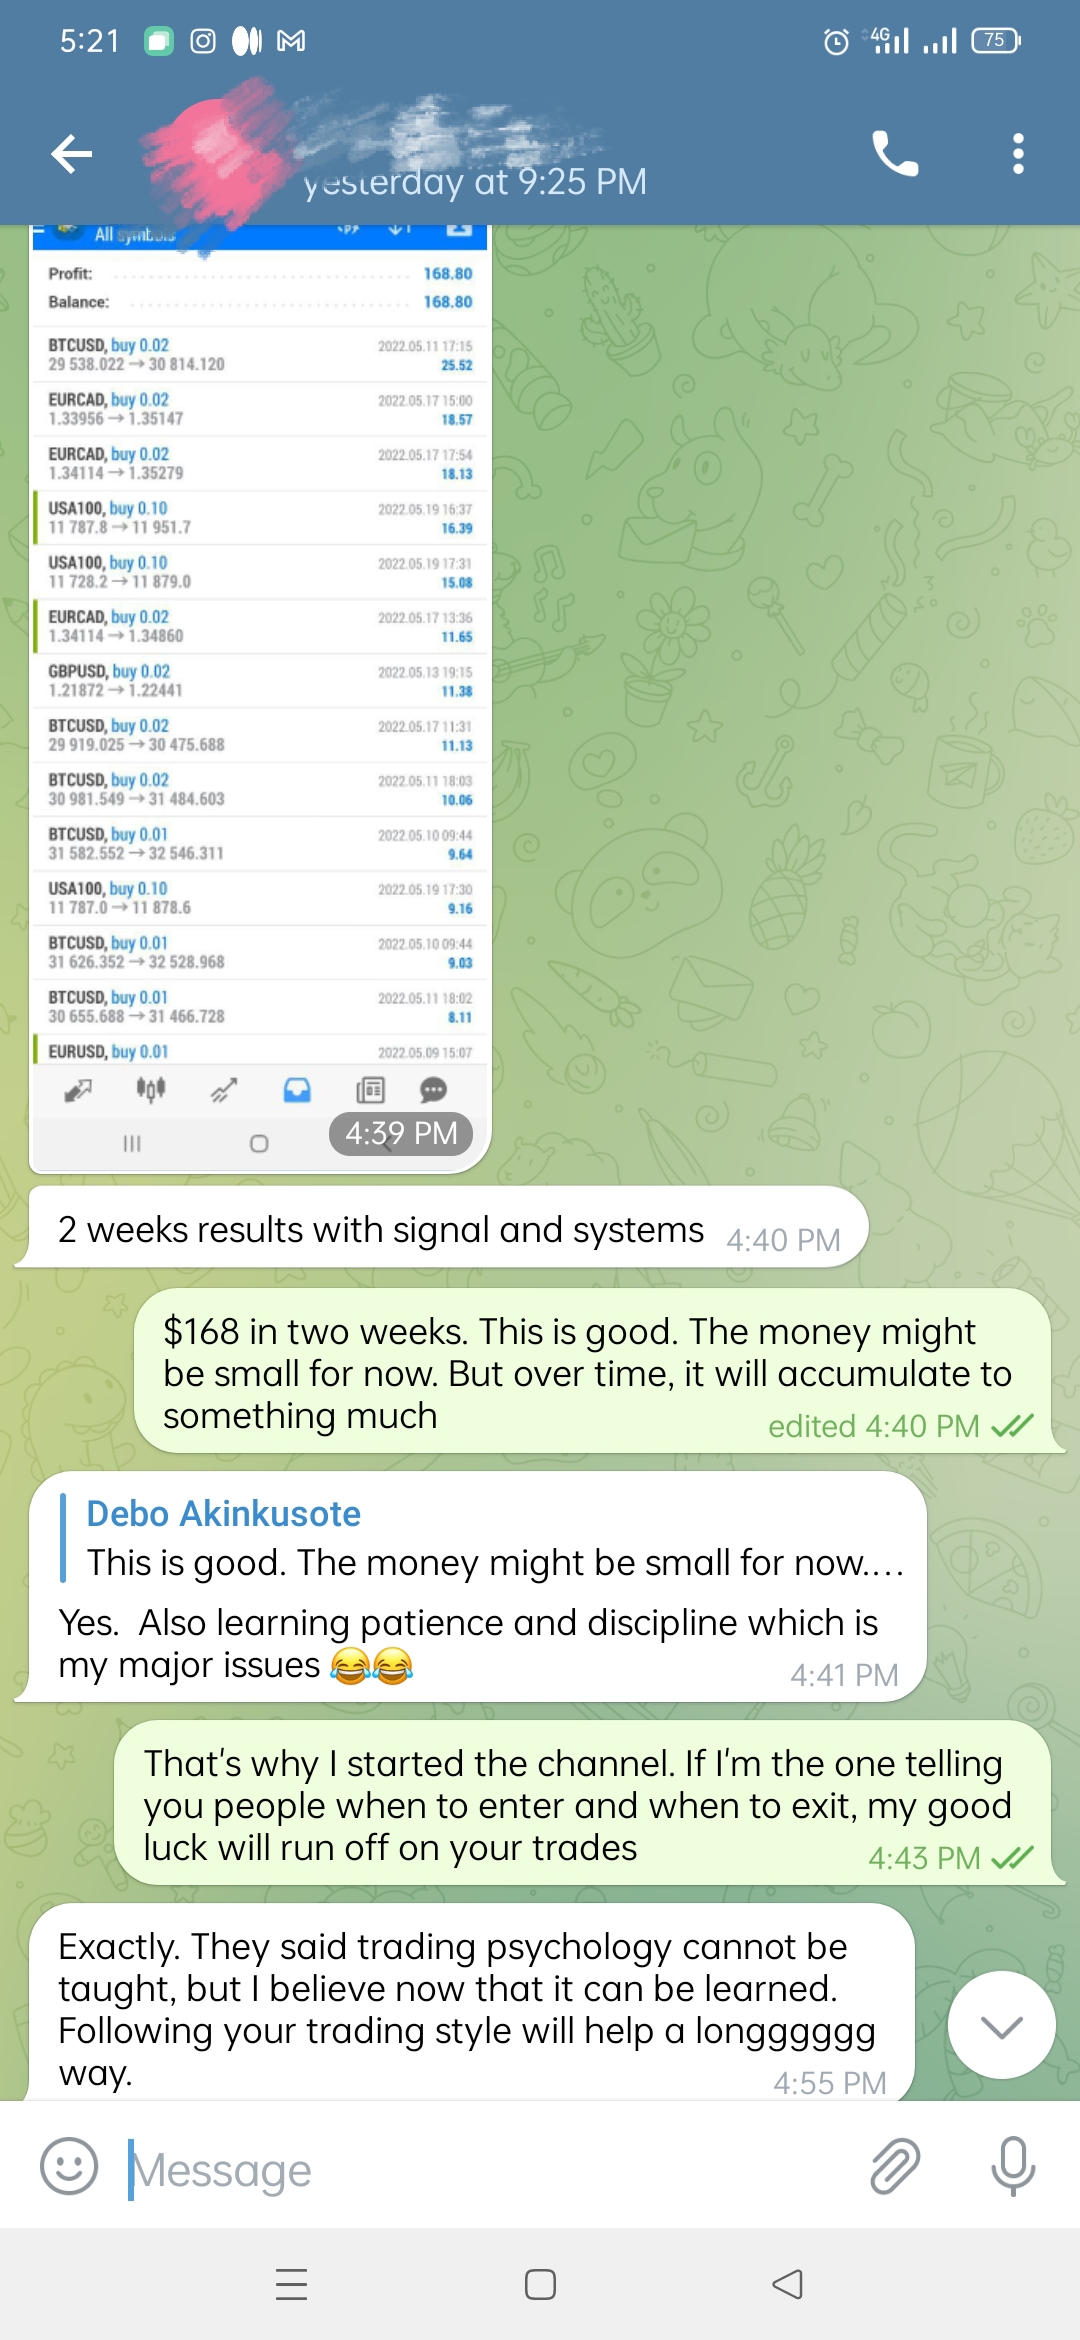 5:21
4G
75
yesterday at 9:25 PM
All symbols
Profit: 168.80
Balance: 168.80
BTCUSD, buy 0.02 2022.05.11 17:15
29 538.022 → 30 814.120 25.52
EURCAD, buy 0.02 2022.05.17 15:00
1.33956 → 1.35147 18.57
EURCAD, buy 0.02 2022.05.17 17:54
1.34114 → 1.35279 18.13
USA100, buy 0.10 2022.05.19 16:37
11 787.8 → 11 951.7 16.39
USA100, buy 0.10 2022.05.19 17:31
11 728.2 → 11 879.0 15.08
EURCAD, buy 0.02 2022.05.17 13:36
1.34114 → 1.34860 11.65
GBPUSD, buy 0.02 2022.05.13 19:15
1.21872 → 1.22441 11.38
BTCUSD, buy 0.02 2022.05.17 11:31
29 919.025 → 30 475.688 11.13
BTCUSD, buy 0.02 2022.05.11 18:03
30 981.549 → 31 484.603 10.06
BTCUSD, buy 0.01 2022.05.10 09:44
31 582.552 → 32 546.311 9.64
USA100, buy 0.10 2022.05.19 17:30
11 787.0 → 11 878.6 9.16
BTCUSD, buy 0.01 2022.05.10 09:44
31 626.352 → 32 528.968 9.03
BTCUSD, buy 0.01 2022.05.11 18:02
30 655.688 → 31 466.728 8.11
EURUSD, buy 0.01 2022.05.09 15:07
4:39 PM
2 weeks results with signal and systems 4:40 PM
$168 in two weeks. This is good. The money might
be small for now. But over time, it will accumulate to
something much edited 4:40 PM
Debo Akinkusote
This is good. The money might be small for now....
Yes. Also learning patience and discipline which is
my major issues 😂😂 4:41 PM
That's why I started the channel. If I'm the one telling
you people when to enter and when to exit, my good
luck will run off on your trades 4:43 PM
Exactly. They said trading psychology cannot be
taught, but I believe now that it can be learned.
Following your trading style will help a longggggg
way. 4:55 PM
Message